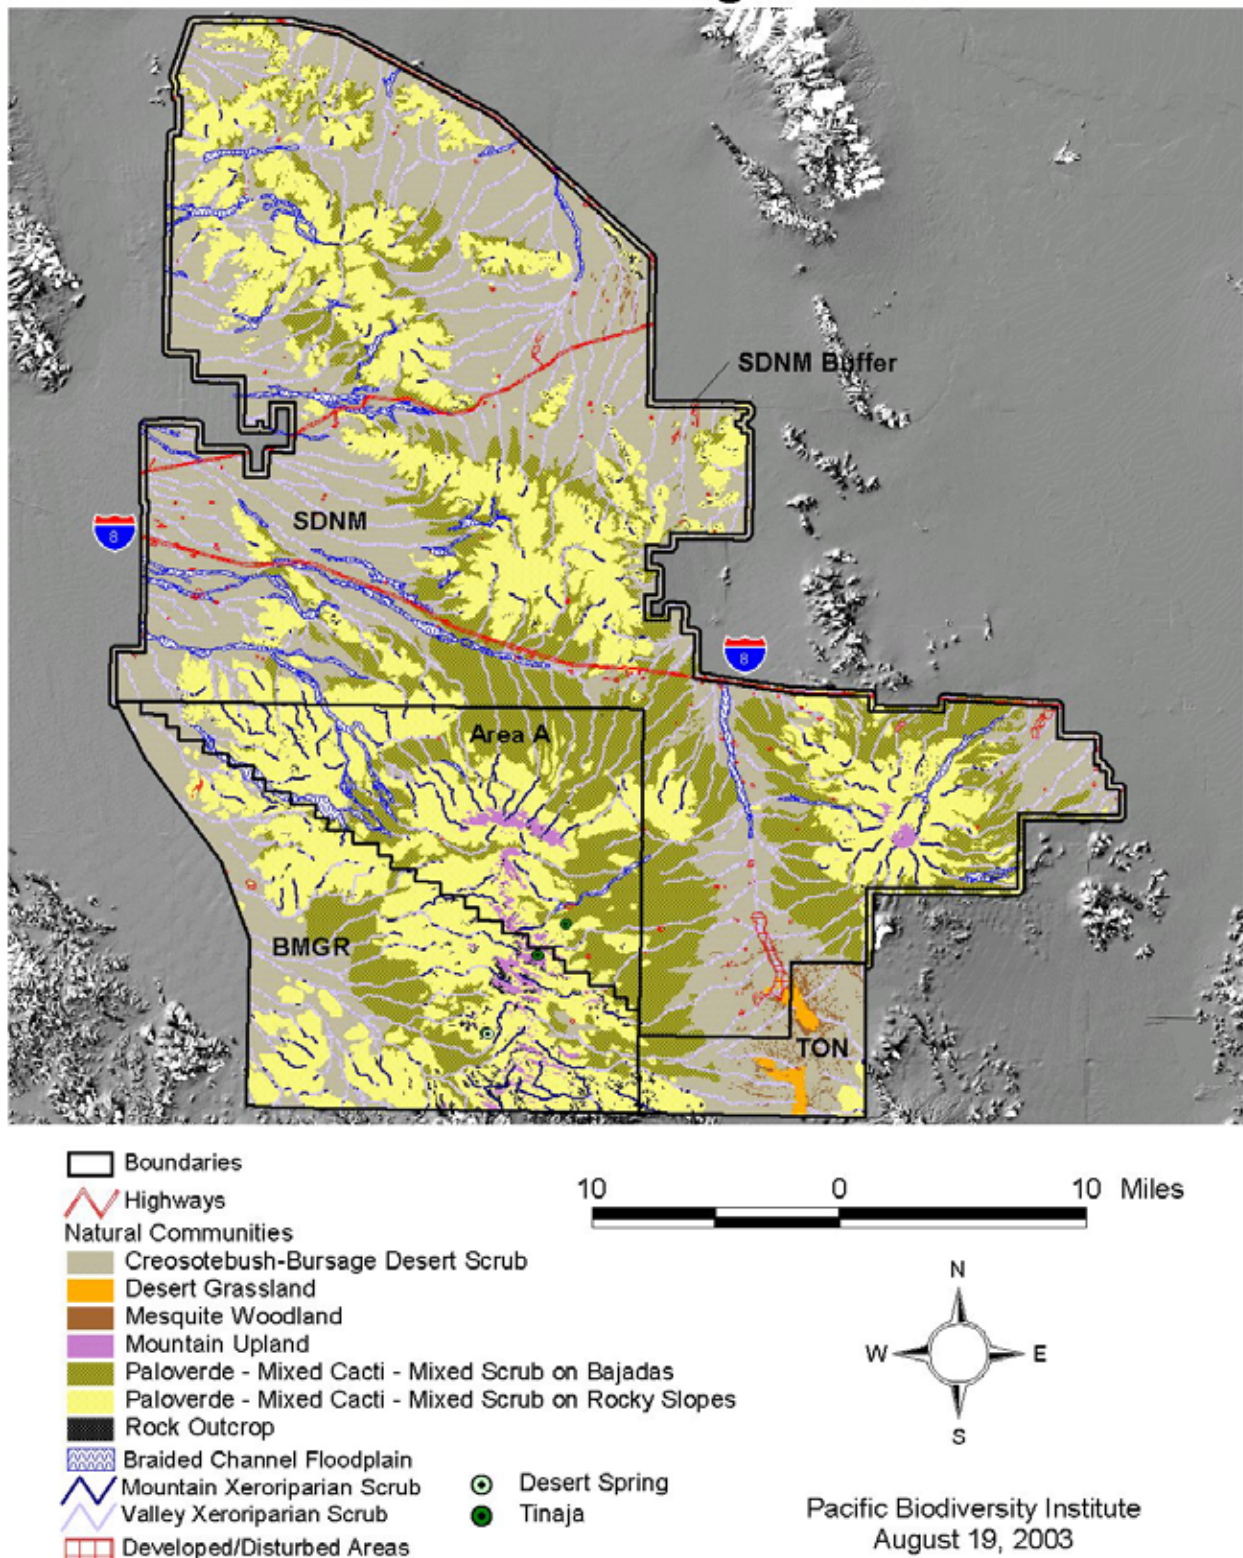 SDNM Buffer
SDNM
8
8
Area A
BMGR
TON
Boundaries
Highways
Natural Communities
Creosotebush-Bursage Desert Scrub
Desert Grassland
Mesquite Woodland
Mountain Upland
Paloverde - Mixed Cacti - Mixed Scrub on Bajadas
Paloverde - Mixed Cacti - Mixed Scrub on Rocky Slopes
Rock Outcrop
Braided Channel Floodplain
Mountain Xeroriparian Scrub
Valley Xeroriparian Scrub
Developed/Disturbed Areas
Desert Spring
Tinaja
10 0 10 Miles
N
W E
S
Pacific Biodiversity Institute
August 19, 2003